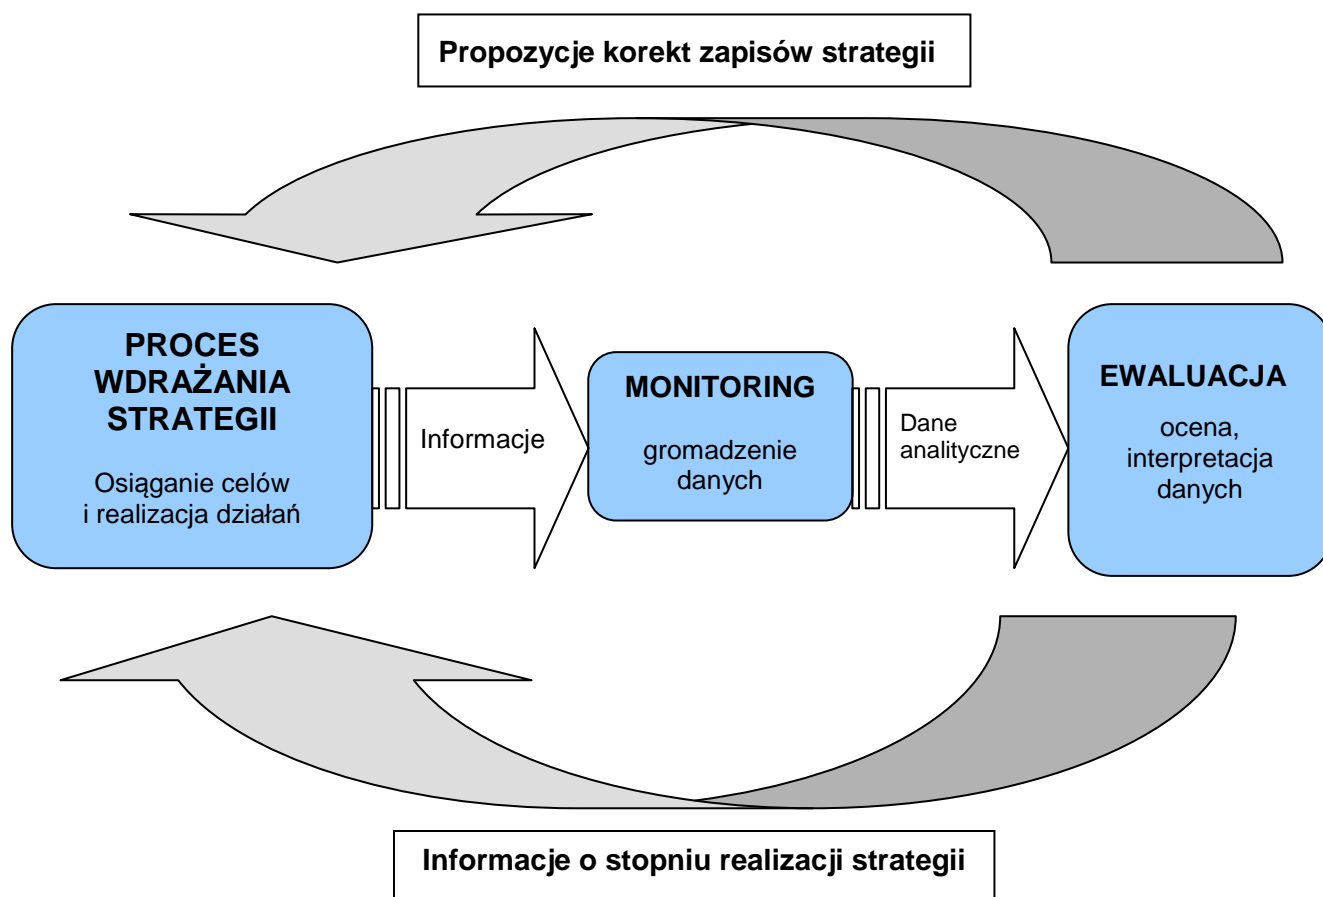 Propozycje korekt zapisów strategii
PROCES
WDRAŻANIA
STRATEGII
Osiąganie celów
i realizacja działań
Informacje
MONITORING
gromadzenie
danych
Dane
analityczne
EWALUACJA
ocena,
interpretacja
danych
Informacje o stopniu realizacji strategii